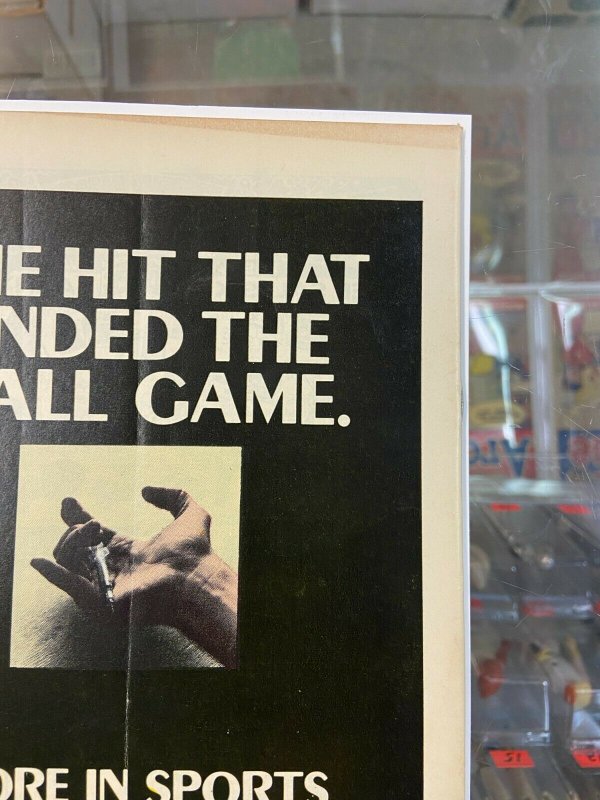 E HIT THAT
NDED THE
ALL GAME.
ORE IN SPORTS